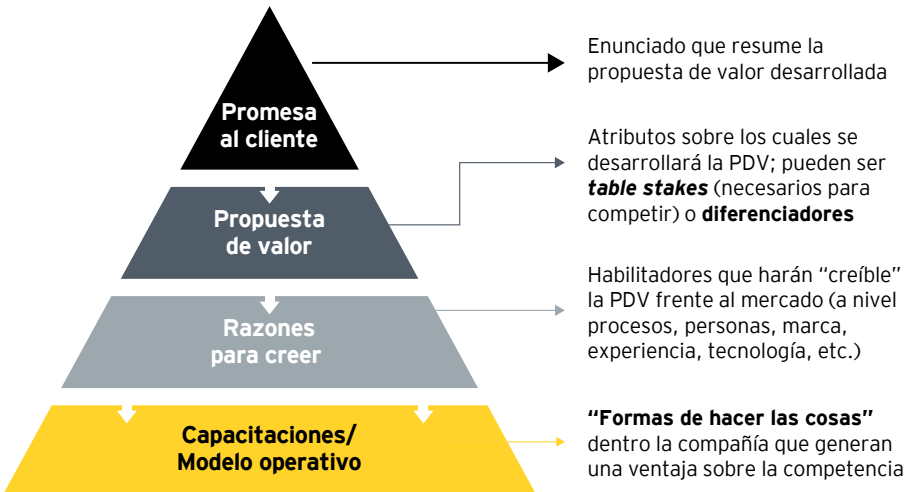 Promesa
al cliente
Enunciado que resume la
propuesta de valor desarrollada
Propuesta
de valor
Atributos sobre los cuales se
desarrollará la PDV; pueden ser
table stakes (necesarios para
competir) o diferenciadores
Razones
para creer
Habilitadores que harán “creíble”
la PDV frente al mercado (a nivel
procesos, personas, marca,
experiencia, tecnología, etc.)
Capacitaciones/
Modelo operativo
“Formas de hacer las cosas”
dentro la compañía que generan
una ventaja sobre la competencia